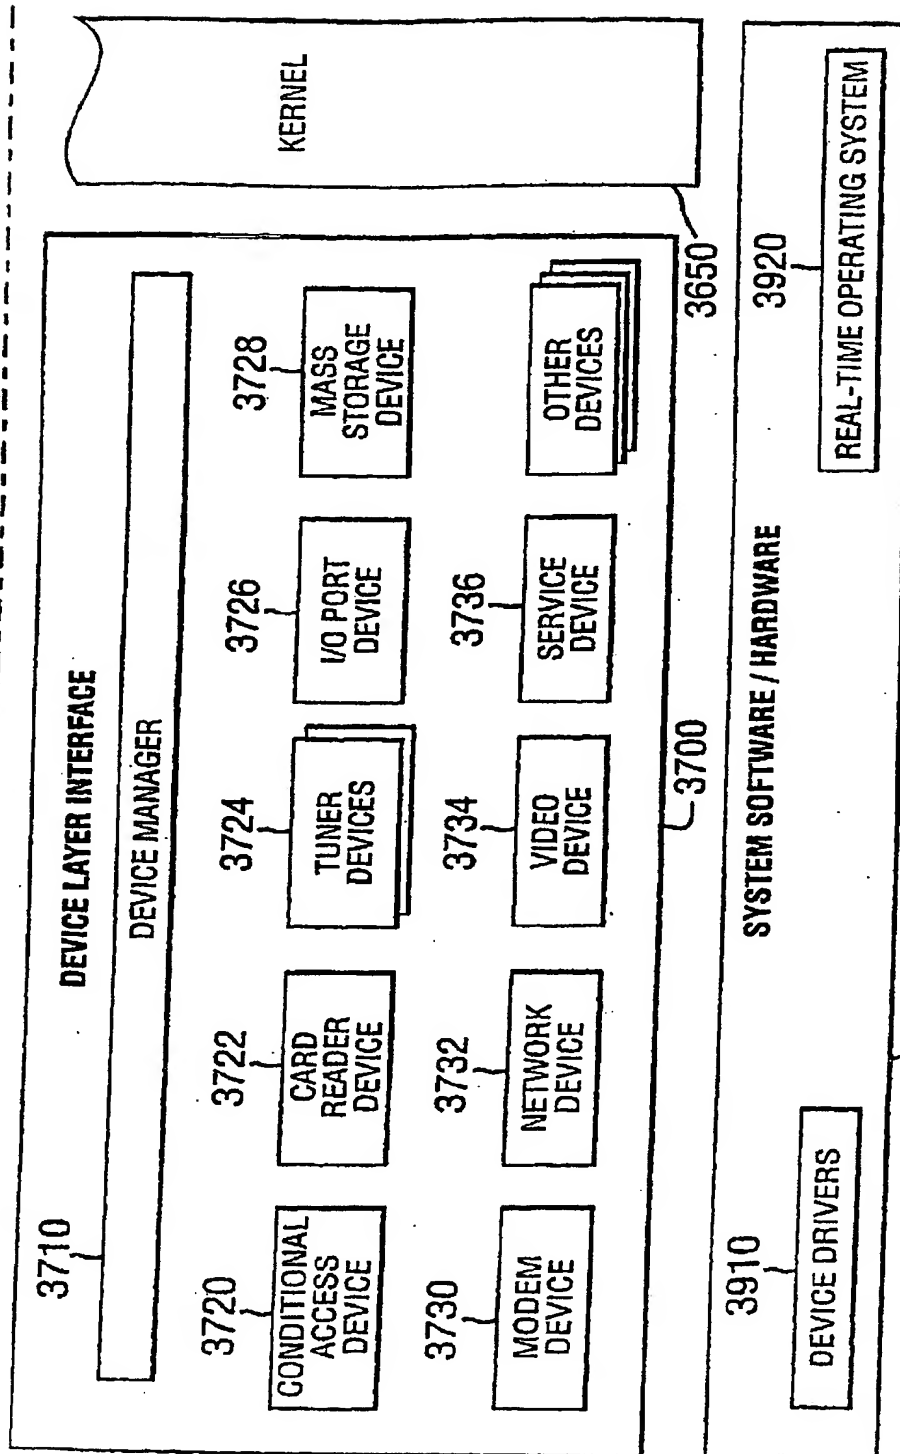 DEVICE LAYER INTERFACE
3710
DEVICE MANAGER
KERNEL
3720
CONDITIONAL
ACCESS
DEVICE
3722
CARD
READER
DEVICE
3724
TUNER
DEVICES
3726
I/O PORT
DEVICE
3728
MASS
STORAGE
DEVICE
3730
MODEM
DEVICE
3732
NETWORK
DEVICE
3734
VIDEO
DEVICE
3736
SERVICE
DEVICE
OTHER
DEVICES
3700
3650
SYSTEM SOFTWARE / HARDWARE
3910
DEVICE DRIVERS
3920
REAL-TIME OPERATING SYSTEM